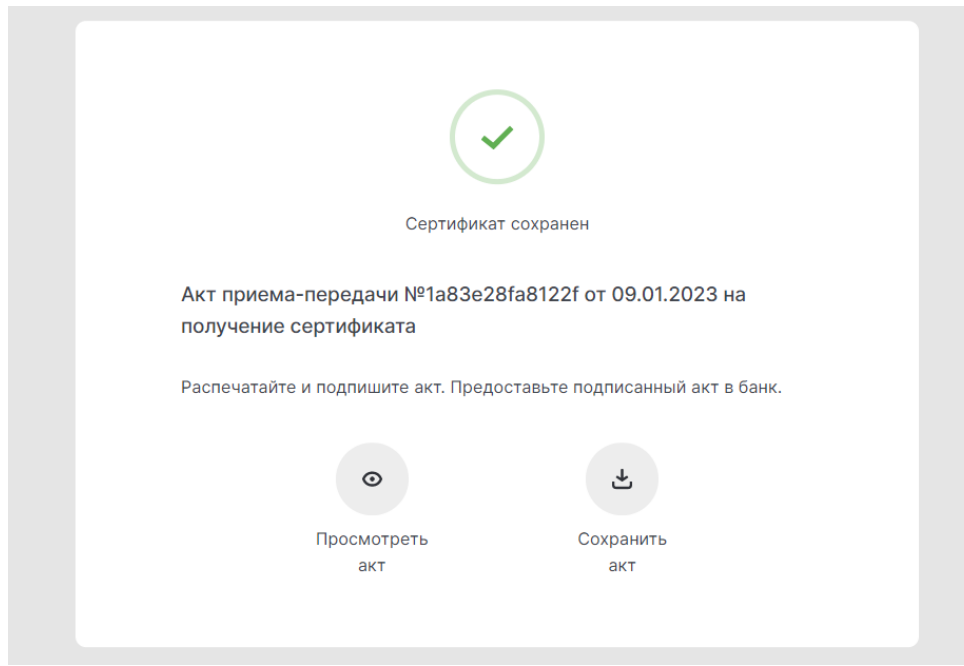 Сертификат сохранен
Акт приема-передачи №1a83e28fa8122f от 09.01.2023 на
получение сертификата
Распечатайте и подпишите акт. Предоставьте подписанный акт в банк.
Просмотреть
акт
Сохранить
акт